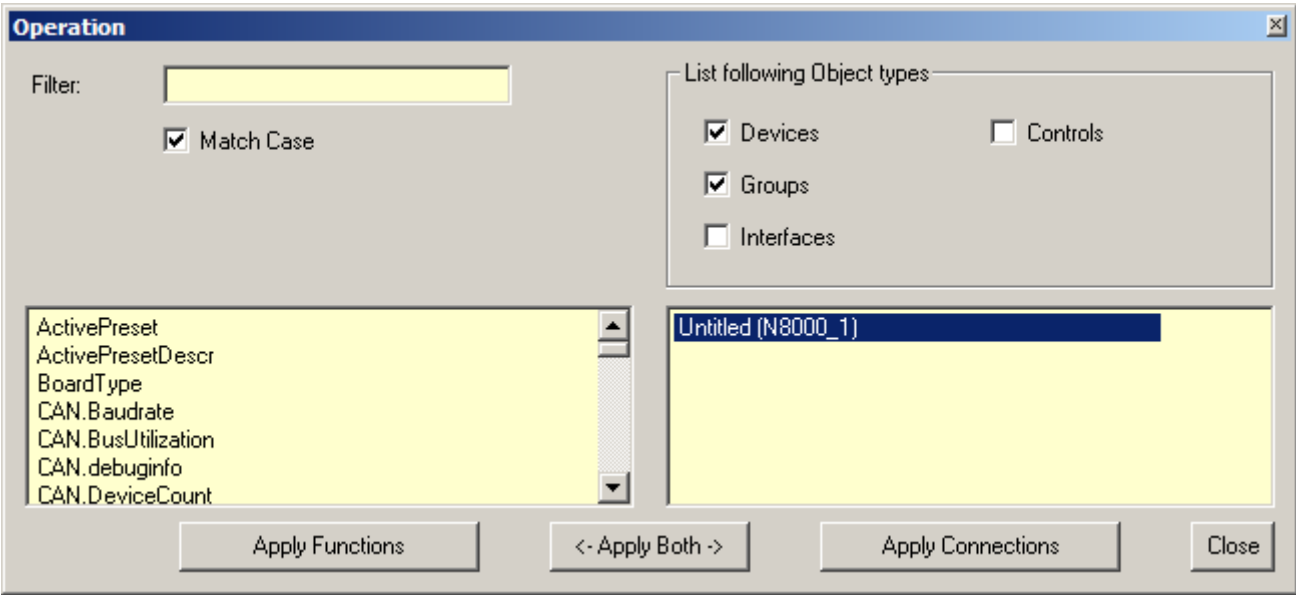 Operation
Filter:
Match Case
List following Object types
Devices
Controls
Groups
Interfaces
ActivePreset
ActivePresetDescr
BoardType
CAN.Baudrate
CAN.BusUtilization
CAN.debuginfo
CAN.DeviceCount
Untitled (N8000_1)
Apply Functions
<- Apply Both ->
Apply Connections
Close